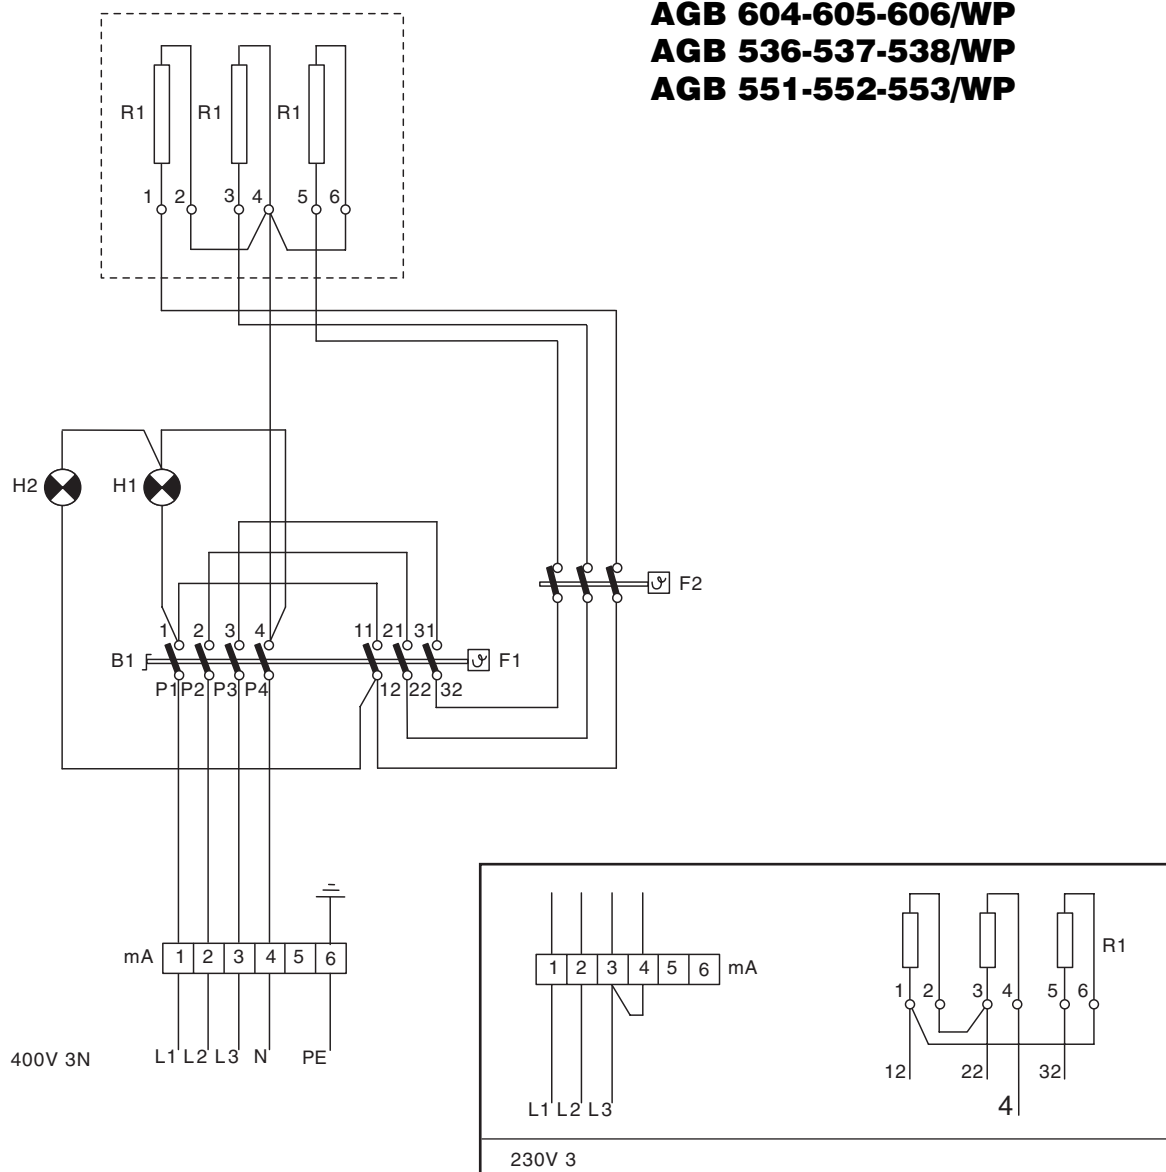 AGB 604-605-606/WP
AGB 536-537-538/WP
AGB 551-552-553/WP
R1 R1 R1
1 2 3 4 5 6
H2 H1
F2
1 2 3 4 11 21 31
B1 F1
P1 P2 P3 P4 12 22 32
mA 1 2 3 4 5 6
400V 3N L1 L2 L3 N PE
1 2 3 4 5 6 mA
L1 L2 L3
R1
1 2 3 4 5 6
12 22 32
4
230V 3